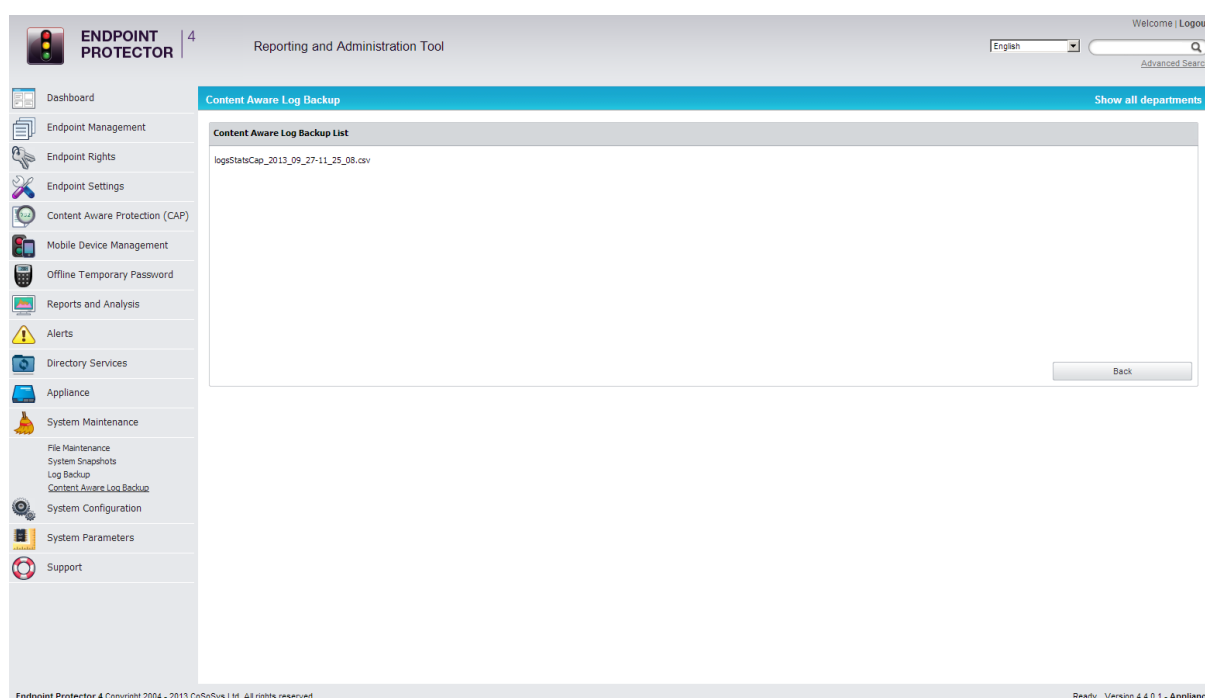 ENDPOINT PROTECTOR 4
Reporting and Administration Tool
Welcome | Logou
English
Advanced Searc
Dashboard
Endpoint Management
Endpoint Rights
Endpoint Settings
Content Aware Protection (CAP)
Mobile Device Management
Offline Temporary Password
Reports and Analysis
Alerts
Directory Services
Appliance
System Maintenance
File Maintenance
System Snapshots
Log Backup
Content Aware Log Backup
System Configuration
System Parameters
Support
Content Aware Log Backup
Show all departments
Content Aware Log Backup List
logsStatsCap_2013_09_27-11_25_08.csv
Back
Endpoint Protector 4 Copyright 2004 - 2013 CoSoSys Ltd. All rights reserved.
Ready Version 4.4.0.1 - Applianc